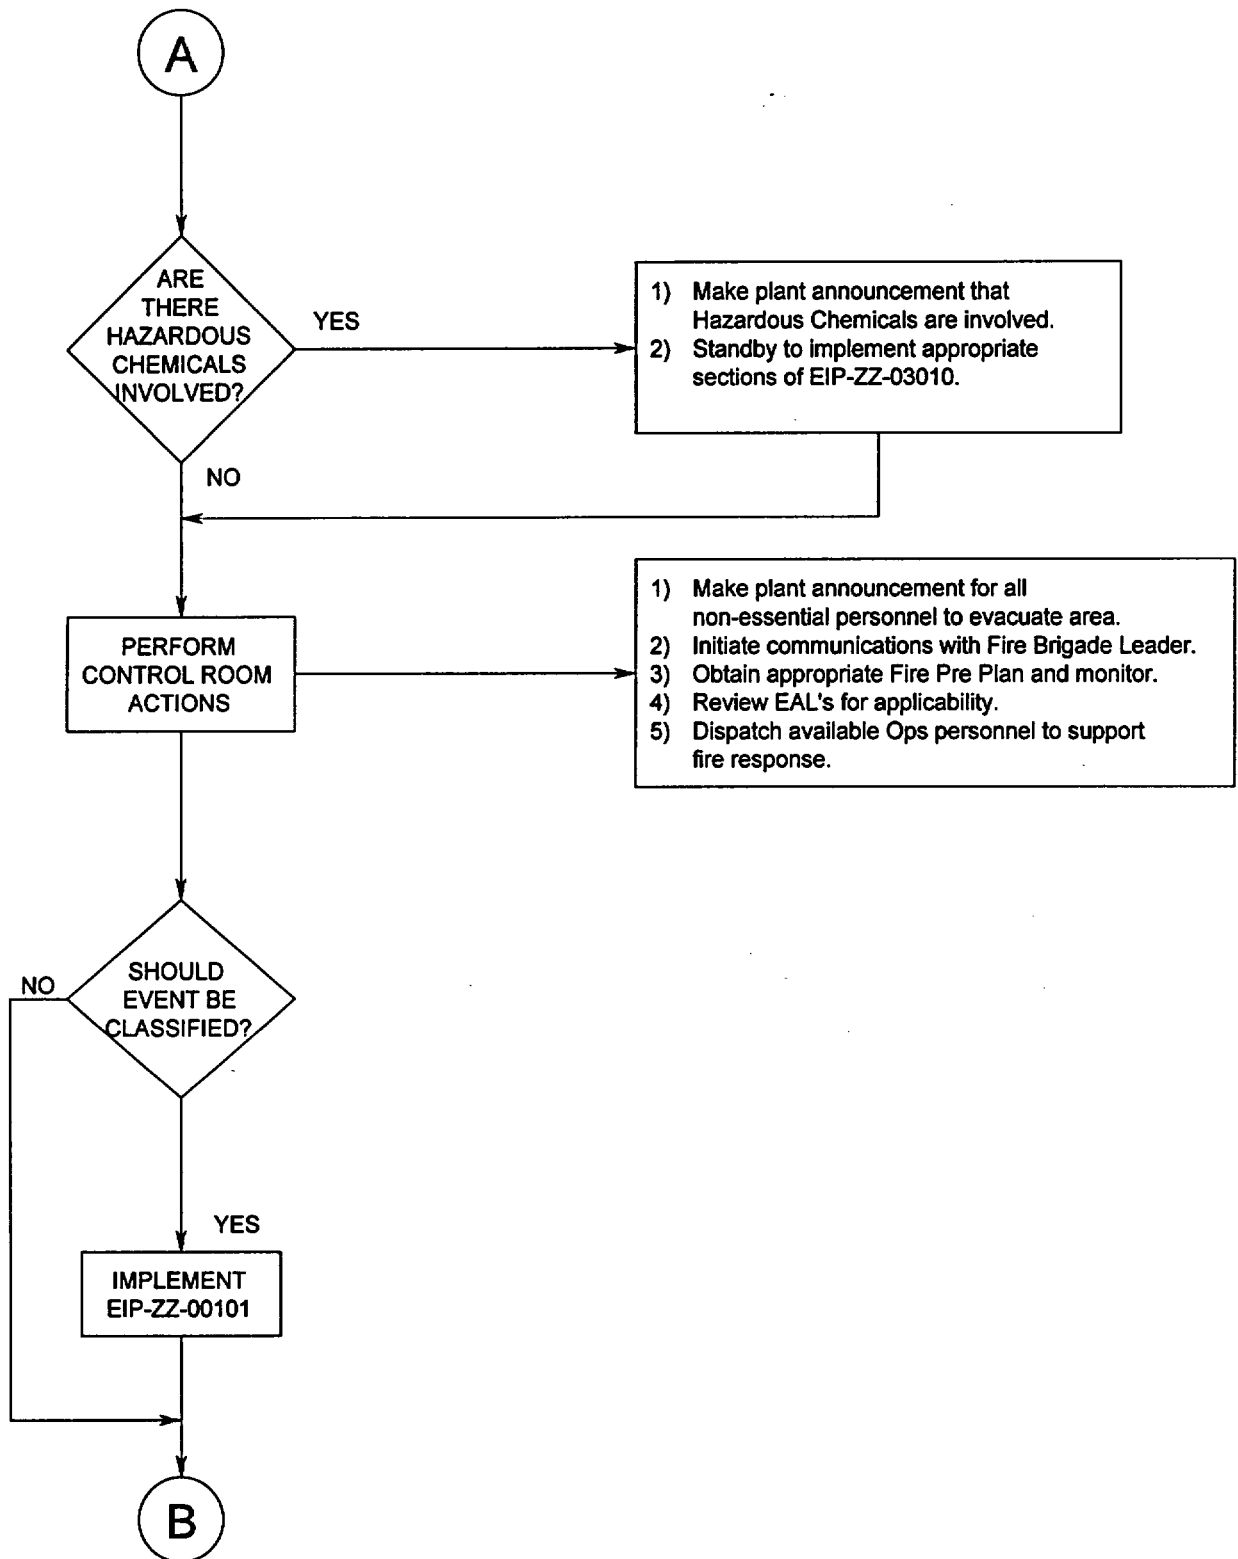 A
ARE
THERE
HAZARDOUS
CHEMICALS
INVOLVED?
YES
1) Make plant announcement that
Hazardous Chemicals are involved.
2) Standby to implement appropriate
sections of EIP-ZZ-03010.
NO
PERFORM
CONTROL ROOM
ACTIONS
1) Make plant announcement for all
non-essential personnel to evacuate area.
2) Initiate communications with Fire Brigade Leader.
3) Obtain appropriate Fire Pre Plan and monitor.
4) Review EAL's for applicability.
5) Dispatch available Ops personnel to support
fire response.
NO
SHOULD
EVENT BE
CLASSIFIED?
YES
IMPLEMENT
EIP-ZZ-00101
B